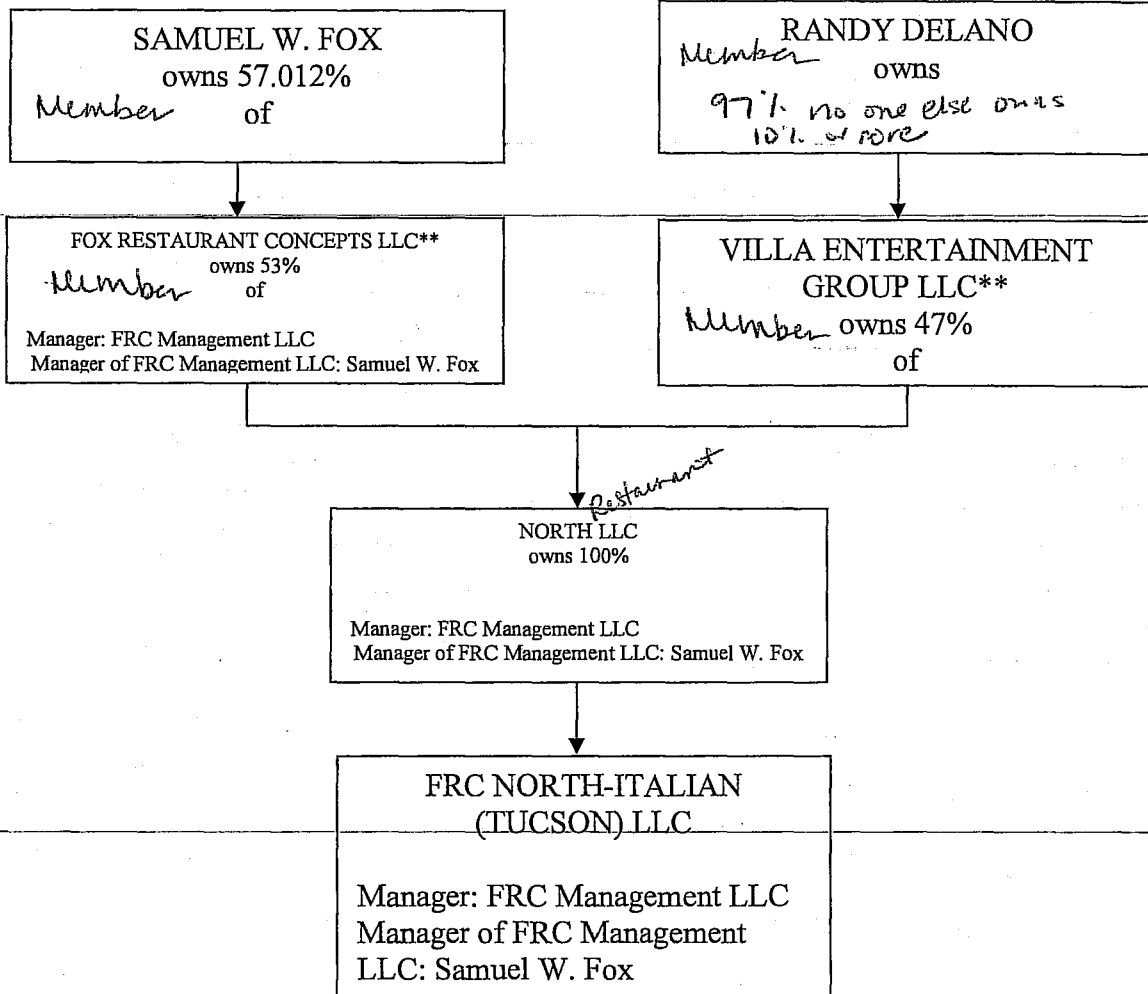 SAMUEL W. FOX
owns 57.012%
Member of
RANDY DELANO
Member owns
97% no one else owns
10% or more
FOX RESTAURANT CONCEPTS LLC**
owns 53%
Member of
Manager: FRC Management LLC
Manager of FRC Management LLC: Samuel W. Fox
VILLA ENTERTAINMENT
GROUP LLC**
Member owns 47%
of
Restaurant
NORTH LLC
owns 100%
Manager: FRC Management LLC
Manager of FRC Management LLC: Samuel W. Fox
FRC NORTH-ITALIAN
(TUCSON) LLC
Manager: FRC Management LLC
Manager of FRC Management
LLC: Samuel W. Fox